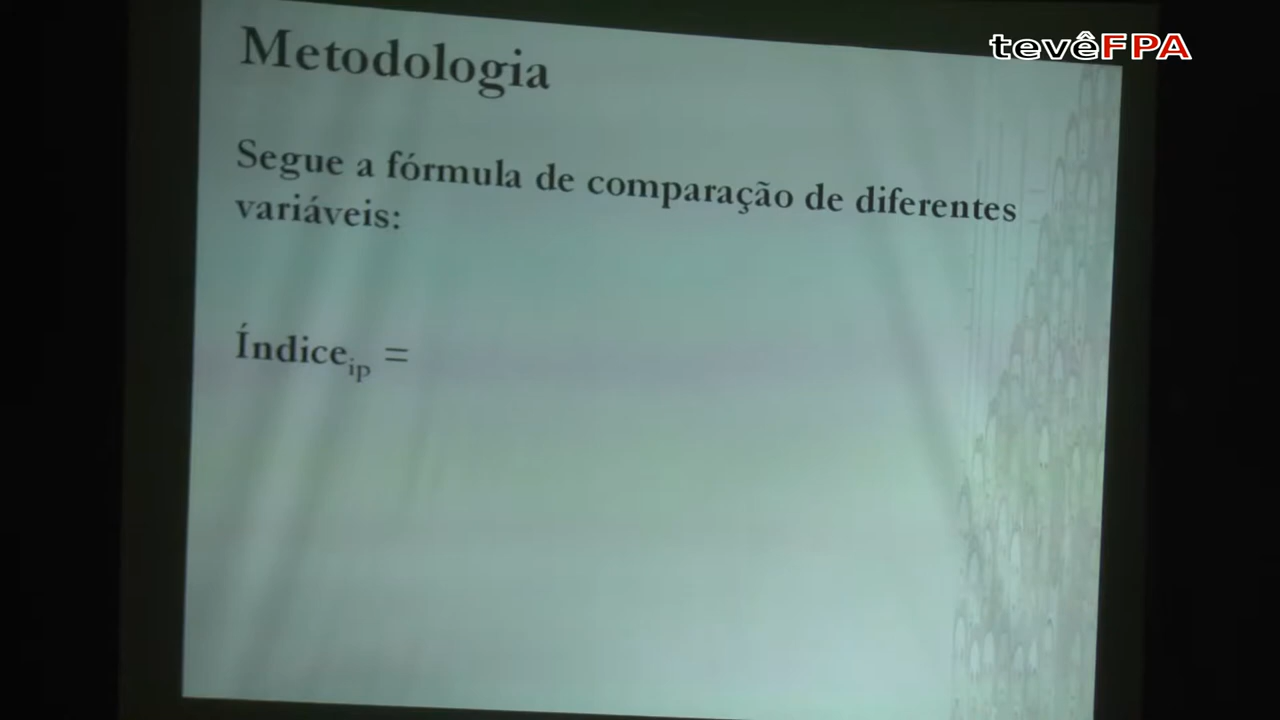 tevêFPA
Metodologia
Segue a fórmula de comparação de diferentes
variáveis:
Índice_ip =